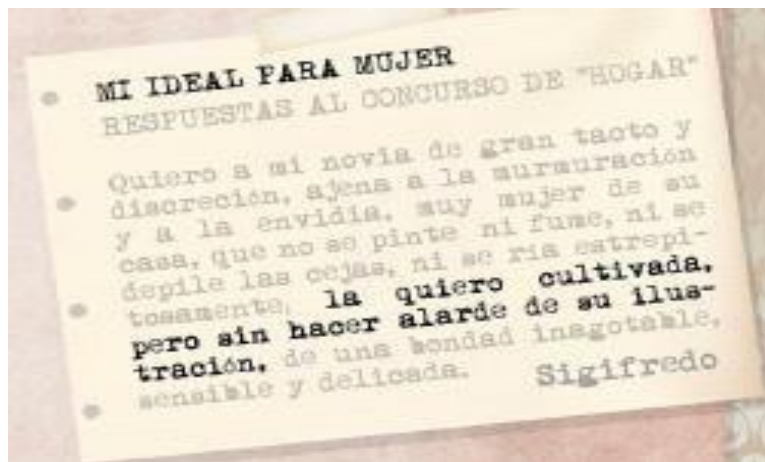 MI IDEAL PARA MUJER
RESPUESTAS AL CONCURSO DE "HOGAR"
Quiero a mi novia de gran tacto y
discreción, ajena a la murmuración
y a la envidia, muy mujer de su
casa, que no se pinte ni fume, ni se
depile las cejas, ni se ría estrepi-
tosamente, la quiero cultivada,
pero sin hacer alarde de su ilus-
tración, de una bondad inagotable,
sensible y delicada.
Sigifredo